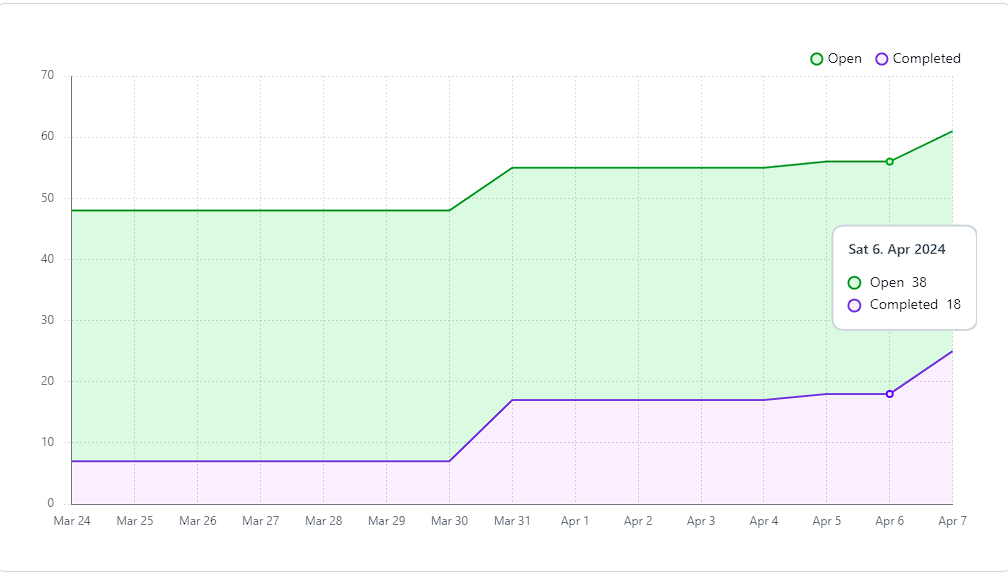 Open Completed
70
60
50
40
30
20
10
0
Sat 6. Apr 2024
Open 38
Completed 18
Mar 24 Mar 25 Mar 26 Mar 27 Mar 28 Mar 29 Mar 30 Mar 31 Apr 1 Apr 2 Apr 3 Apr 4 Apr 5 Apr 6 Apr 7